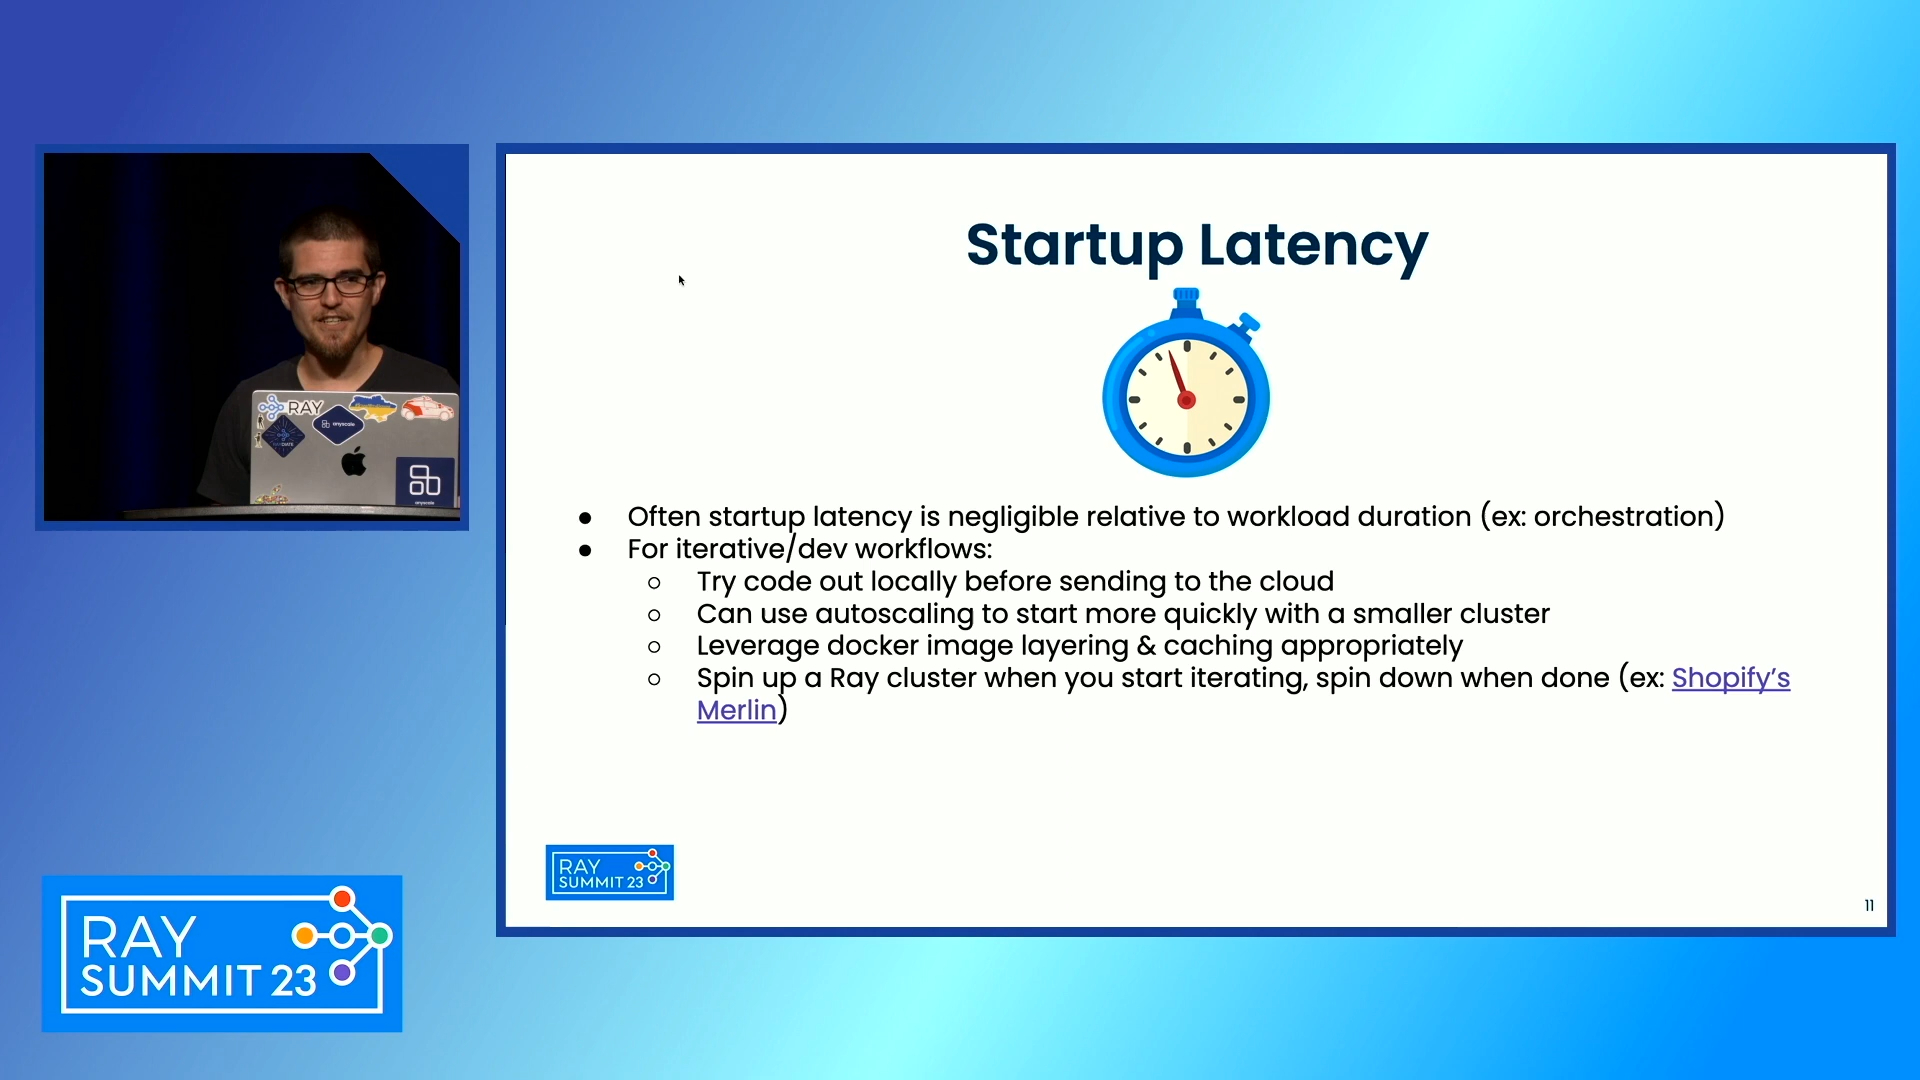 Startup Latency
● Often startup latency is negligible relative to workload duration (ex: orchestration)
● For iterative/dev workflows:
○ Try code out locally before sending to the cloud
○ Can use autoscaling to start more quickly with a smaller cluster
○ Leverage docker image layering & caching appropriately
○ Spin up a Ray cluster when you start iterating, spin down when done (ex: Shopify's
Merlin)
RAY
SUMMIT 23
11
RAY
anyscale
anyscale
RAY
SUMMIT 23